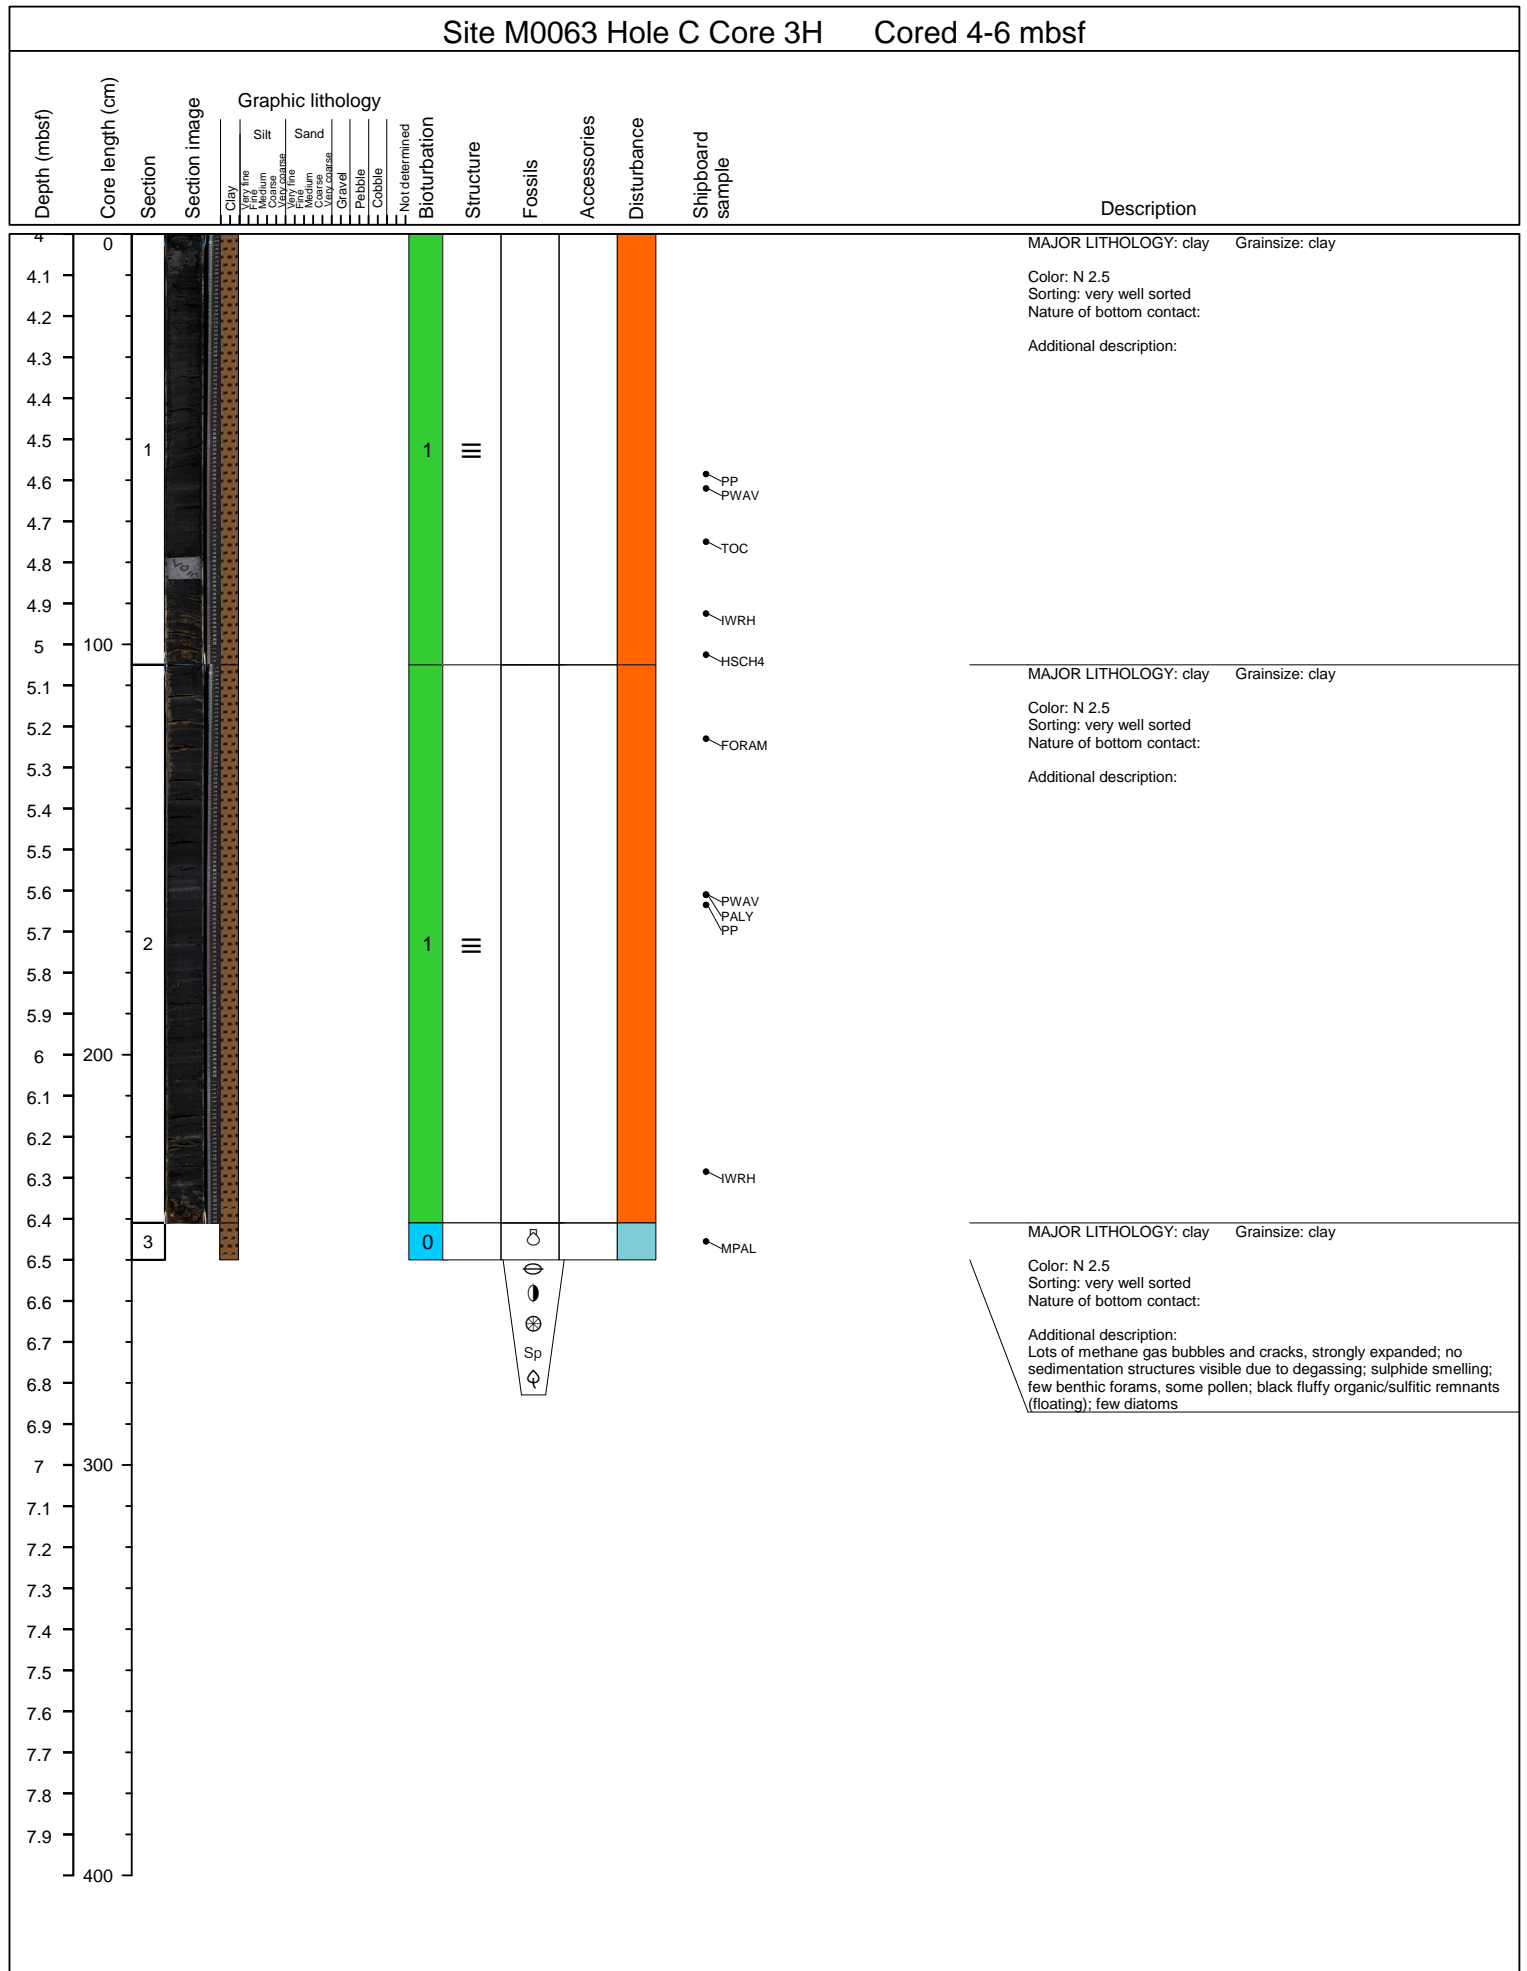 Site M0063 Hole C Core 3H Cored 4-6 mbsf
Depth (mbsf)
Core length (cm)
Section
Section image
Graphic lithology
Clay
Silt
Very fine
Fine
Medium
Coarse
Very coarse
Sand
Very fine
Fine
Medium
Coarse
Very coarse
Gravel
Pebble
Cobble
Not determined
Bioturbation
Structure
Fossils
Accessories
Disturbance
Shipboard
sample
Description
4
4.1
4.2
4.3
4.4
4.5
4.6
4.7
4.8
4.9
5
5.1
5.2
5.3
5.4
5.5
5.6
5.7
5.8
5.9
6
6.1
6.2
6.3
6.4
6.5
6.6
6.7
6.8
6.9
7
7.1
7.2
7.3
7.4
7.5
7.6
7.7
7.8
7.9
0
100
200
300
400
1
2
3
VOID
1
1
0
Sp
PP
PWAV
TOC
IWRH
HSCH4
FORAM
PWAV
PALY
PP
IWRH
MPAL
MAJOR LITHOLOGY: clay Grainsize: clay
Color: N 2.5
Sorting: very well sorted
Nature of bottom contact:
Additional description:
MAJOR LITHOLOGY: clay Grainsize: clay
Color: N 2.5
Sorting: very well sorted
Nature of bottom contact:
Additional description:
MAJOR LITHOLOGY: clay Grainsize: clay
Color: N 2.5
Sorting: very well sorted
Nature of bottom contact:
Additional description:
Lots of methane gas bubbles and cracks, strongly expanded; no
sedimentation structures visible due to degassing; sulphide smelling;
few benthic forams, some pollen; black fluffy organic/sulfitic remnants
(floating); few diatoms